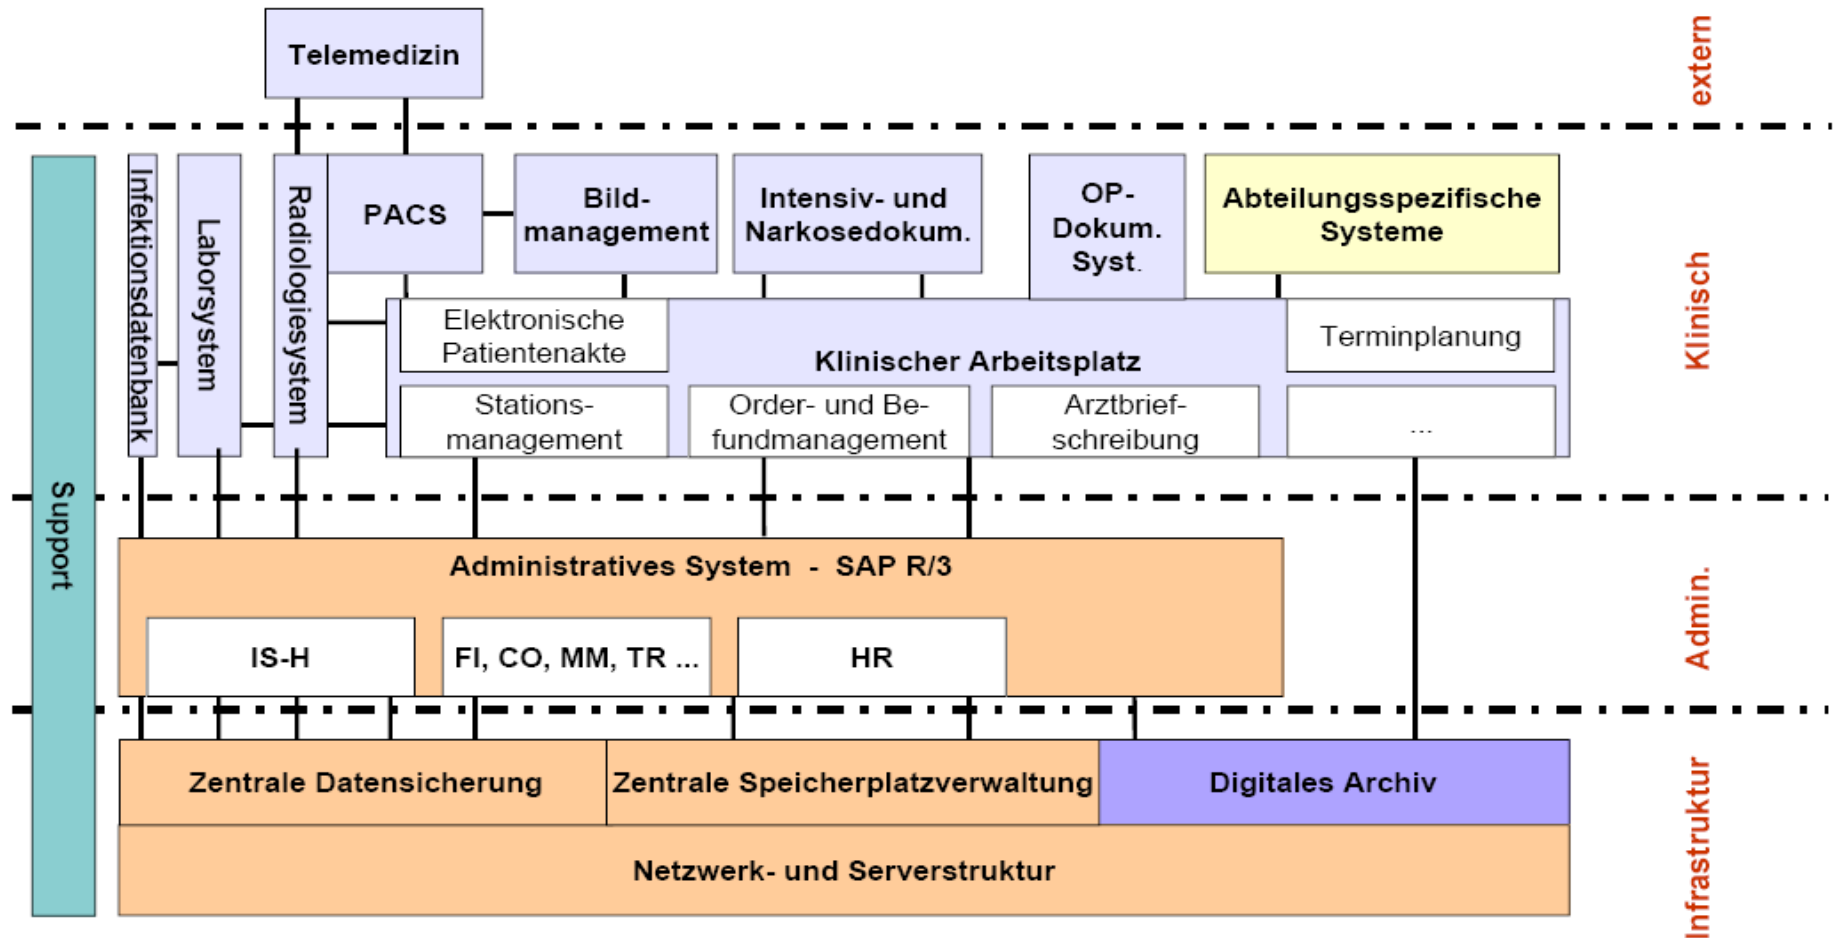 Telemedizin
extern
Infektionsdatenbank
Laborsystem
Radiologiesystem
PACS
Bild-
management
Intensiv- und
Narkosedokum.
OP-
Dokum.
Syst.
Abteilungsspezifische
Systeme
Klinisch
Elektronische
Patientenakte
Klinischer Arbeitsplatz
Terminplanung
Stations-
management
Order- und Be-
fundmanagement
Arztbrief-
schreibung
...
Support
Administratives System - SAP R/3
IS-H
FI, CO, MM, TR ...
HR
Admin.
Zentrale Datensicherung
Zentrale Speicherplatzverwaltung
Digitales Archiv
Netzwerk- und Serverstruktur
Infrastruktur